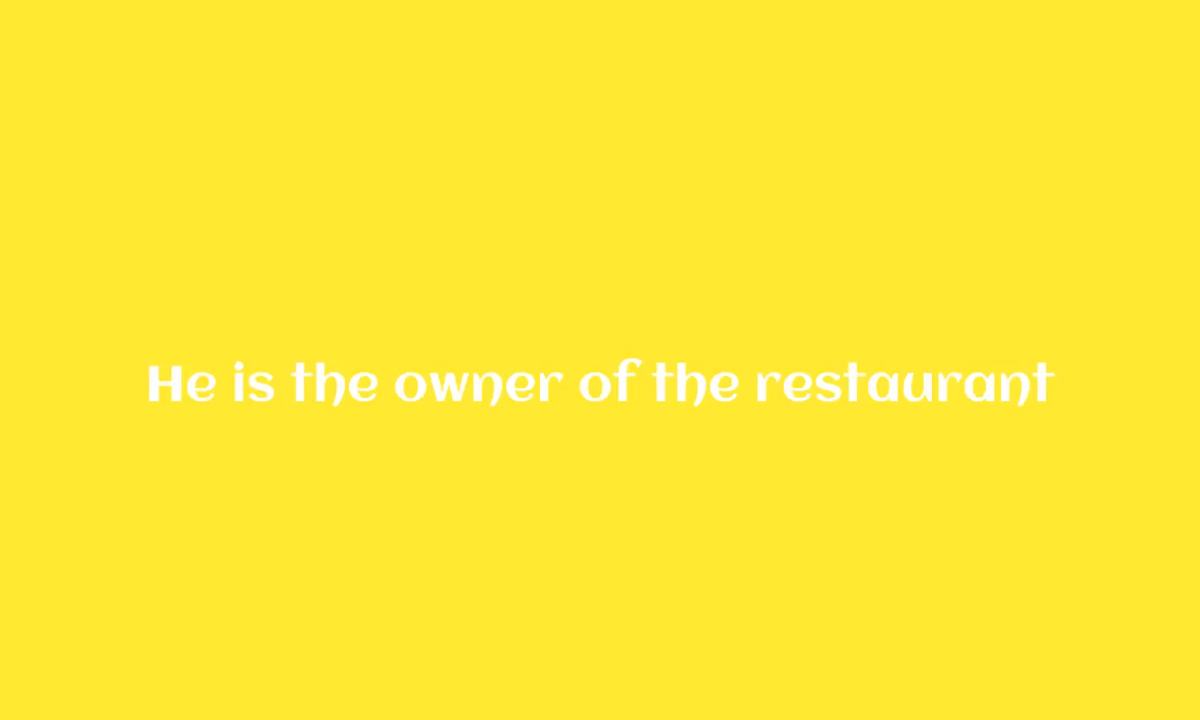 He is the owner of the restaurant